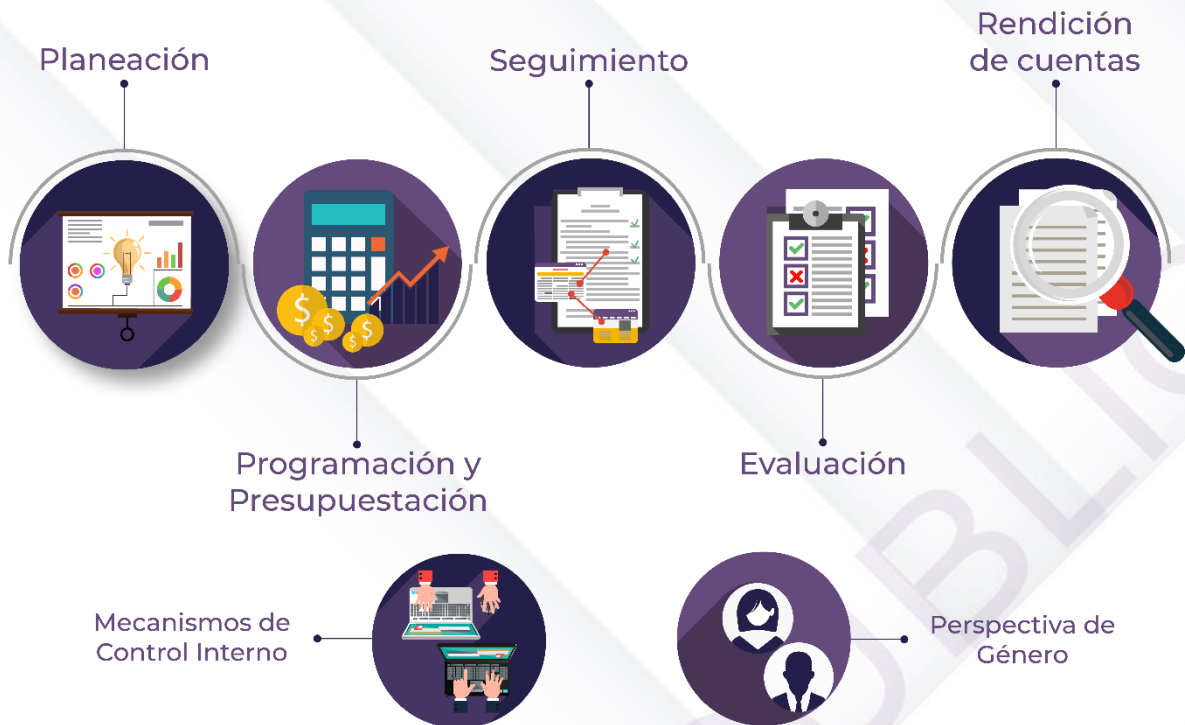 Planeación
Seguimiento
Rendición
de cuentas
Programación y
Presupuestación
Evaluación
Mecanismos de
Control Interno
Perspectiva de
Género